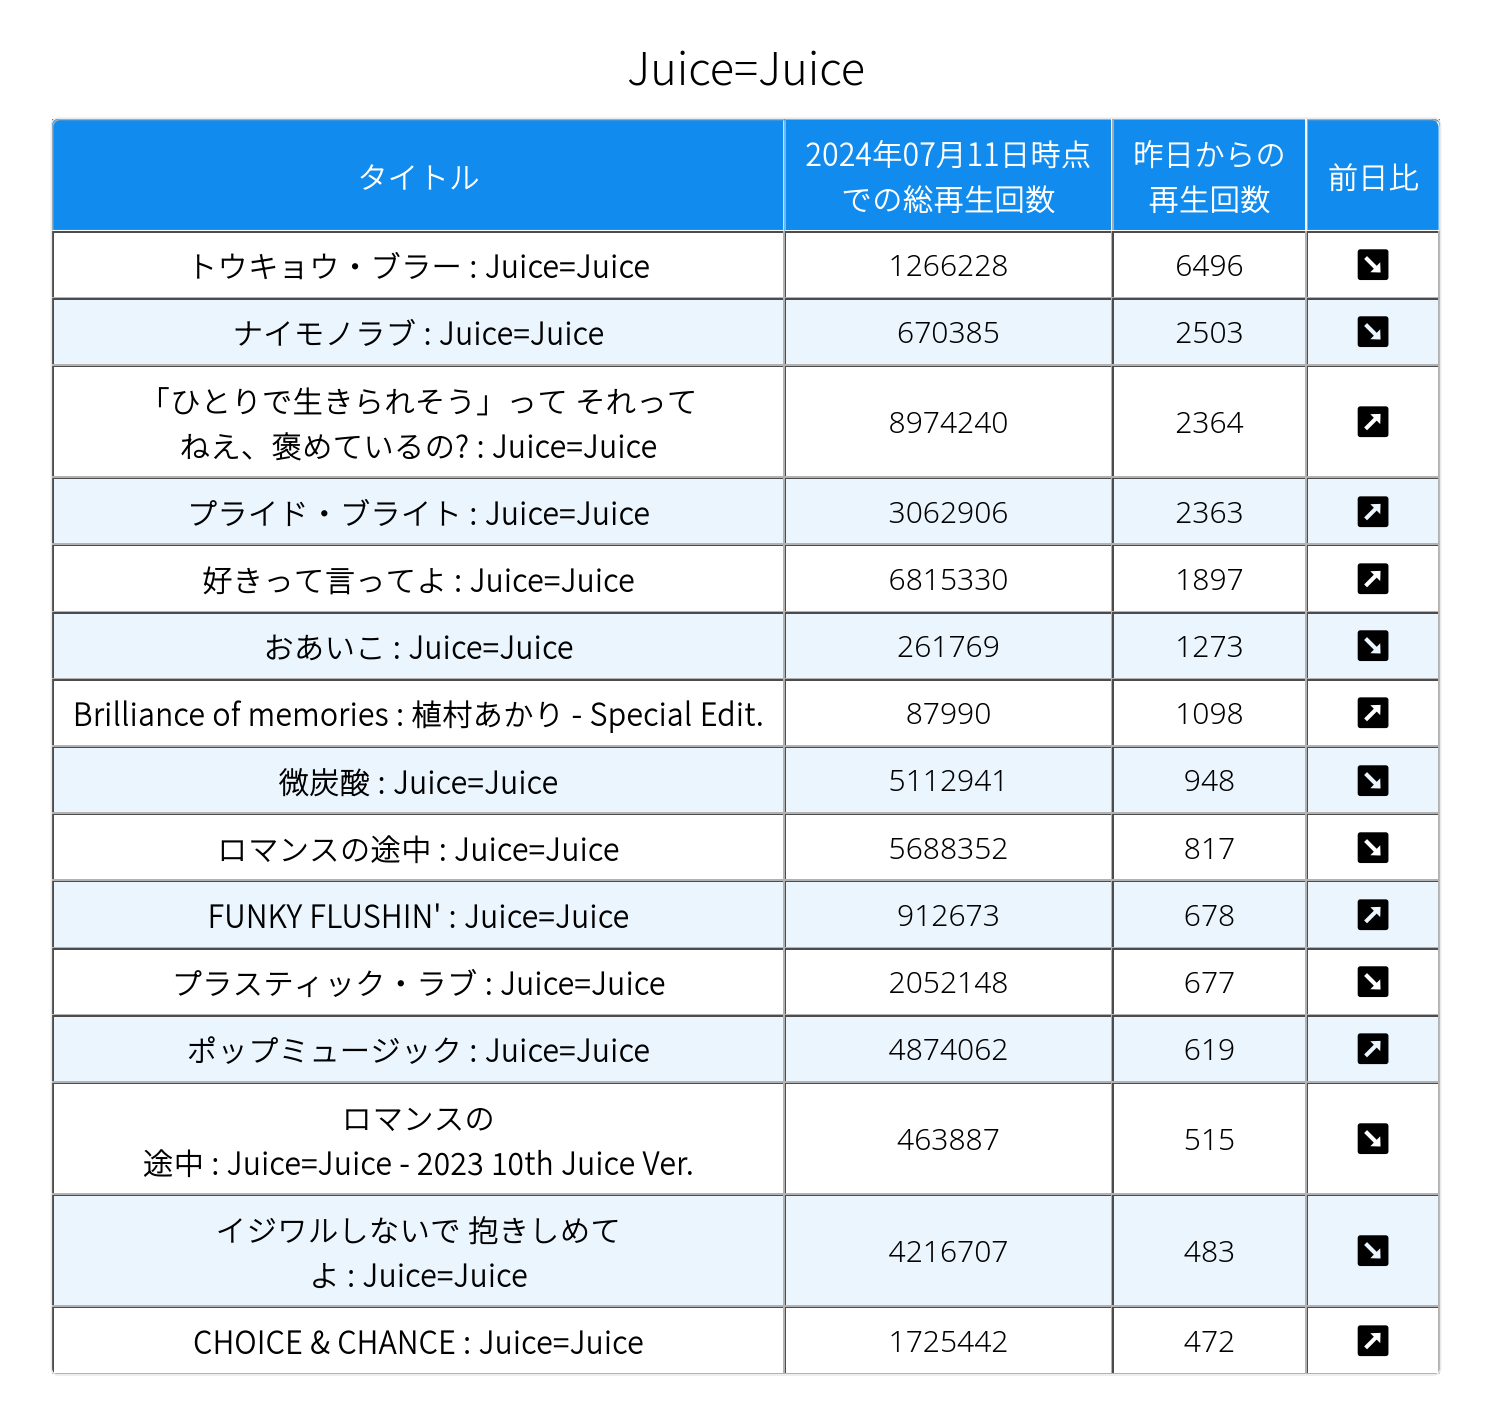 Juice=Juice
タイトル
2024年07月11日時点
での総再生回数
昨日からの
再生回数
前日比
トウキョウ・ブラー : Juice=Juice 1266228 6496
ナイモノラブ : Juice=Juice 670385 2503
「ひとりで生きられそう」って それって
ねえ、褒めているの? : Juice=Juice 8974240 2364
プライド・ブライト : Juice=Juice 3062906 2363
好きって言ってよ : Juice=Juice 6815330 1897
おあいこ : Juice=Juice 261769 1273
Brilliance of memories : 植村あかり - Special Edit. 87990 1098
微炭酸 : Juice=Juice 5112941 948
ロマンスの途中 : Juice=Juice 5688352 817
FUNKY FLUSHIN' : Juice=Juice 912673 678
プラスティック・ラブ : Juice=Juice 2052148 677
ポップミュージック : Juice=Juice 4874062 619
ロマンスの
途中 : Juice=Juice - 2023 10th Juice Ver. 463887 515
イジワルしないで 抱きしめて
よ : Juice=Juice 4216707 483
CHOICE & CHANCE : Juice=Juice 1725442 472